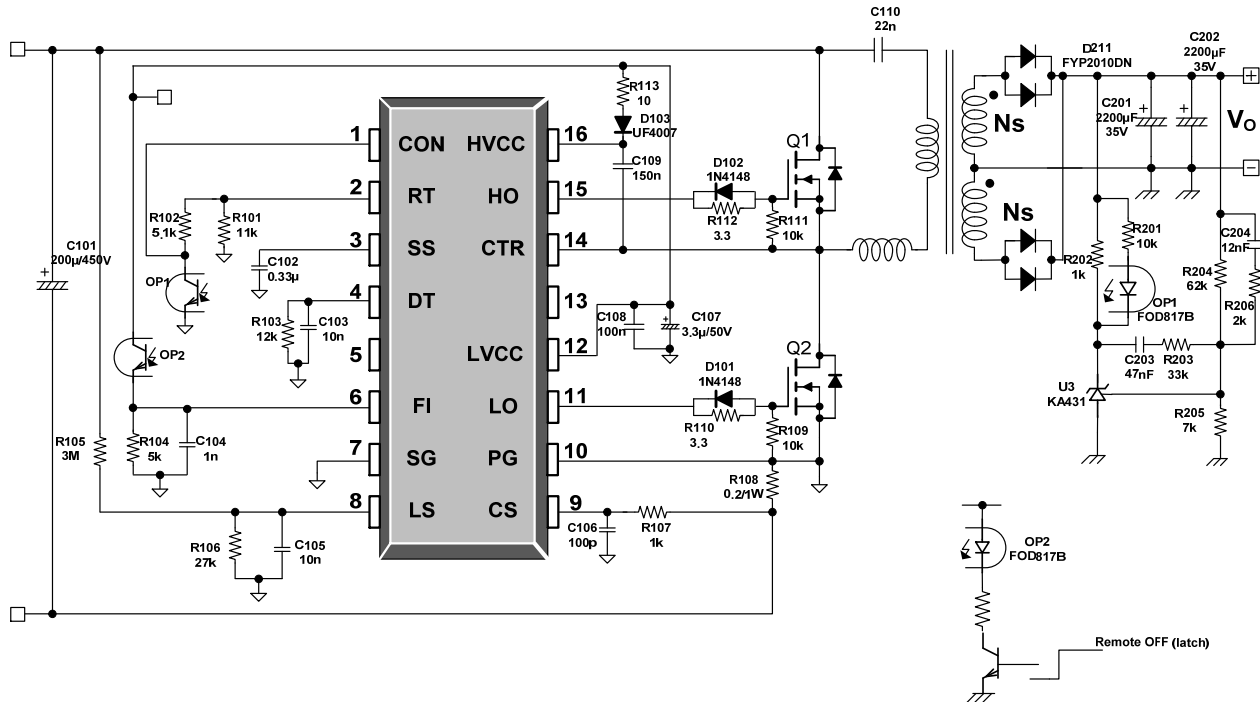 C110
22n
D211
FYP2010DN
C202
2200µF
35V
C201
2200µF
35V
+
+
+
VO
−
Ns
Ns
R113
10
D103
UF4007
C109
150n
1
CON
HVCC
16
2
RT
HO
15
3
SS
CTR
14
4
DT
13
5
LVCC
12
6
FI
LO
11
7
SG
PG
10
8
LS
CS
9
R102
5.1k
R101
11k
C101
200µ/450V
+
C102
0.33µ
OP1
R103
12k
C103
10n
OP2
R105
3M
R104
5k
C104
1n
R106
27k
C105
10n
D102
1N4148
R112
3.3
Q1
R111
10k
C108
100n
+
C107
3.3µ/50V
D101
1N4148
R110
3.3
Q2
R109
10k
R108
0.2/1W
C106
100p
R107
1k
R201
10k
R202
1k
OP1
FOD817B
C204
12nF
R204
62k
R206
2k
C203
47nF
R203
33k
U3
KA431
R205
7k
OP2
FOD817B
Remote OFF (latch)